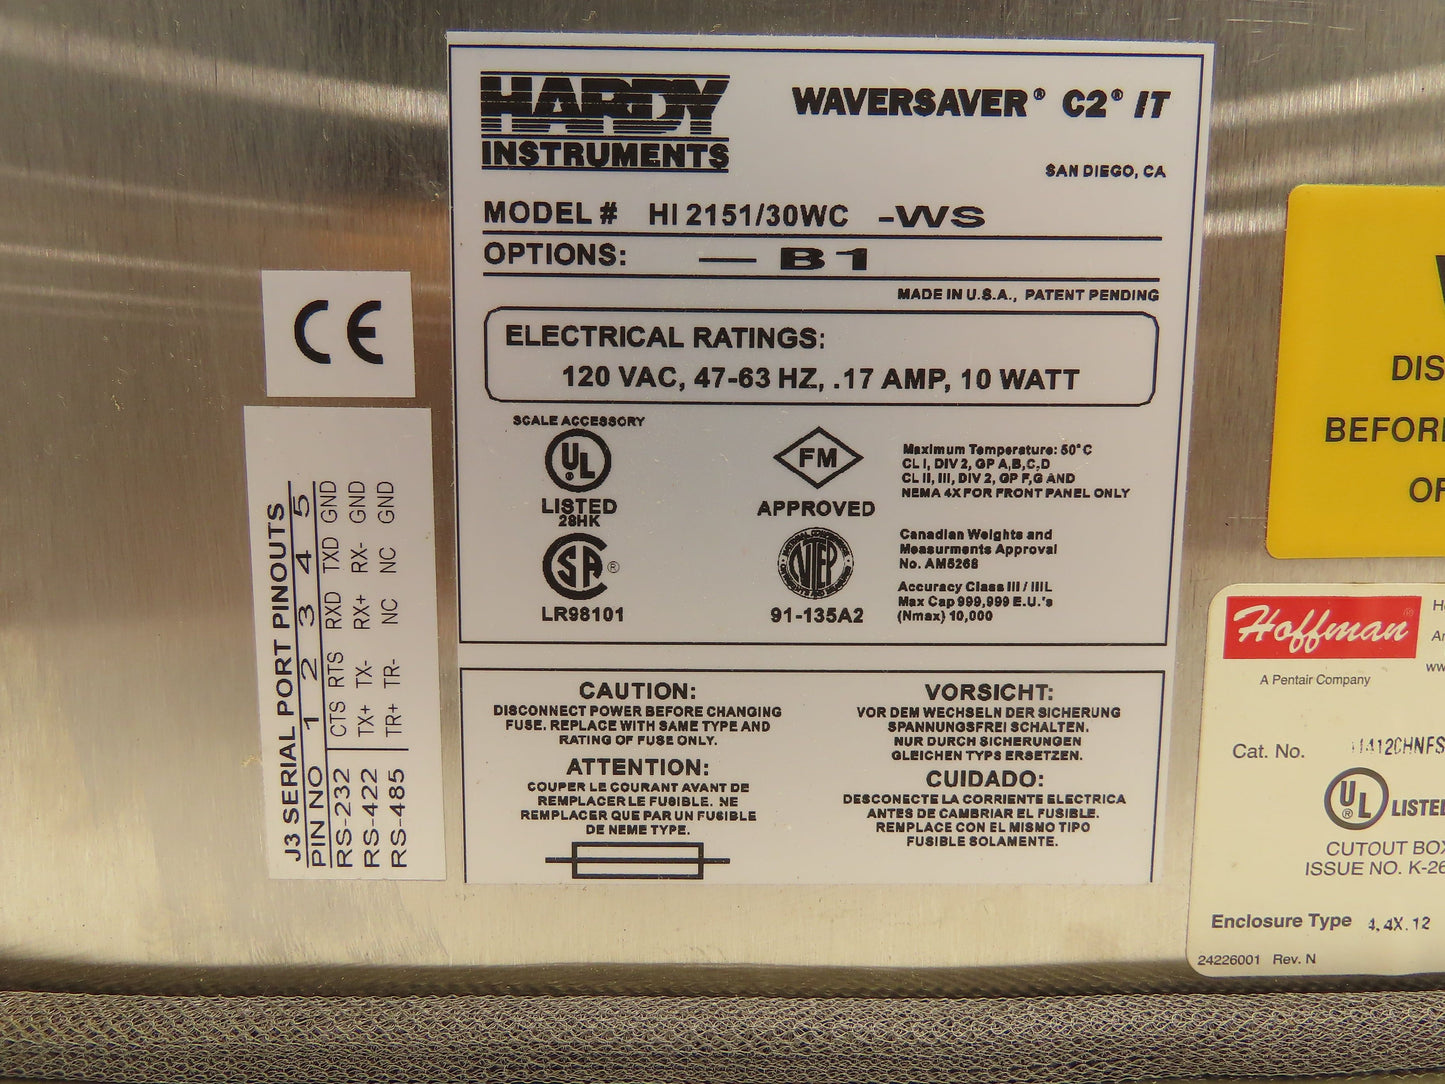 HARDY
INSTRUMENTS
WAVERSAVER® C2® IT
SAN DIEGO, CA
MODEL # HI 2151/30WC -WS
OPTIONS: — B1
MADE IN U.S.A., PATENT PENDING
ELECTRICAL RATINGS:
120 VAC, 47-63 HZ, .17 AMP, 10 WATT
SCALE ACCESSORY
UL ®
LISTED
28HK
SA ®
LR98101
FM
APPROVED
NTEP
91-135A2
Maximum Temperature: 50°C
CL I, DIV 2, GP A,B,C,D
CL II, III, DIV 2, GP F,G AND
NEMA 4X FOR FRONT PANEL ONLY
Canadian Weights and
Measurments Approval
No. AM5268
Accuracy Class III / IIIL
Max Cap 999,999 E.U.'s
(Nmax) 10,000
CAUTION:
DISCONNECT POWER BEFORE CHANGING
FUSE. REPLACE WITH SAME TYPE AND
RATING OF FUSE ONLY.
ATTENTION:
COUPER LE COURANT AVANT DE
REMPLACER LE FUSIBLE. NE
REMPLACER QUE PAR UN FUSIBLE
DE NEME TYPE.
VORSICHT:
VOR DEM WECHSELN DER SICHERUNG
SPANNUNGSFREI SCHALTEN.
NUR DURCH SICHERUNGEN
GLEICHEN TYPS ERSETZEN.
CUIDADO:
DESCONECTE LA CORRIENTE ELECTRICA
ANTES DE CAMBIAR EL FUSIBLE.
REMPLACE CON EL MISMO TIPO
FUSIBLE SOLAMENTE.
CE
J3 SERIAL PORT PINOUTS
PIN NO 1 2 3 4 5
RS-232 CTS RTS RXD TXD GND
RS-422 TX+ TX- RX+ RX- GND
RS-485 TR+ TR- NC NC GND
DIS
BEFOR
O
Hoffman ®
A Pentair Company
www
Cat. No. 1412CHNFS
UL ® LISTED
CUTOUT BOX
ISSUE NO. K-26
Enclosure Type 4, 4X, 12
24226001 Rev. N